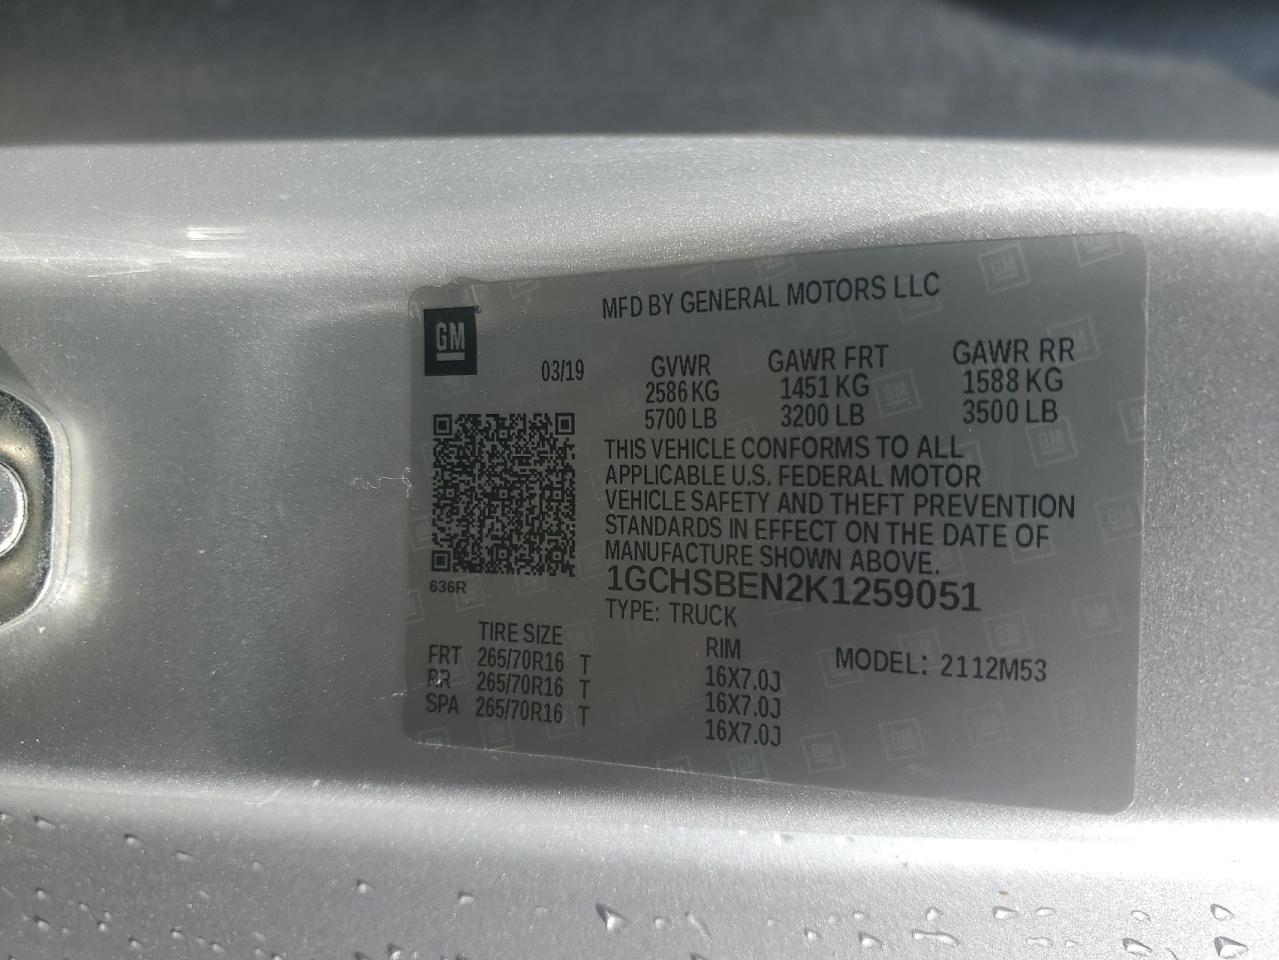 MFD BY GENERAL MOTORS LLC
GM
03/19 GVWR GAWR FRT GAWR RR
2586 KG 1451 KG 1588 KG
5700 LB 3200 LB 3500 LB
THIS VEHICLE CONFORMS TO ALL
APPLICABLE U.S. FEDERAL MOTOR
VEHICLE SAFETY AND THEFT PREVENTION
STANDARDS IN EFFECT ON THE DATE OF
MANUFACTURE SHOWN ABOVE.
636R
1GCHSBEN2K1259051
TYPE: TRUCK
TIRE SIZE RIM MODEL: 2112M53
FRT 265/70R16 T 16X7.0J
RR 265/70R16 T 16X7.0J
SPA 265/70R16 T 16X7.0J